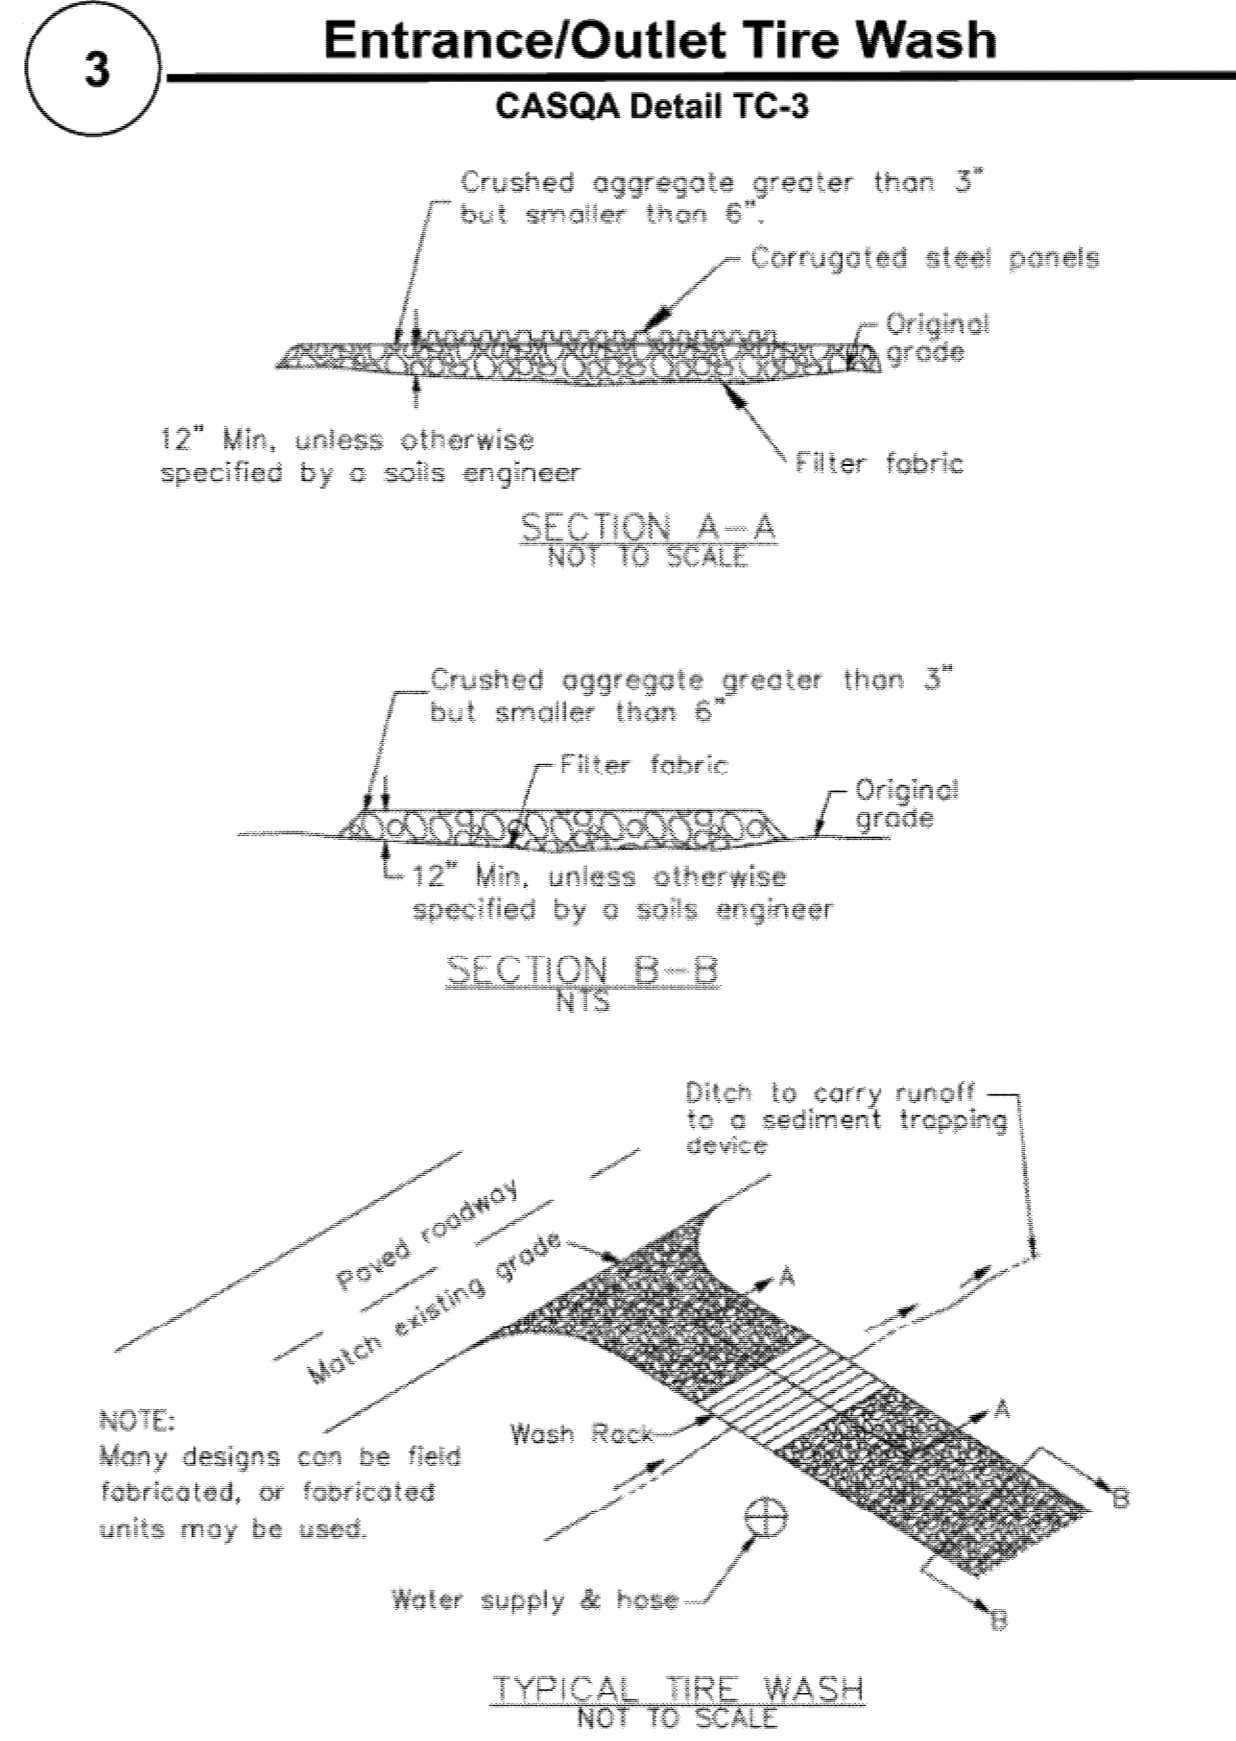 3
Entrance/Outlet Tire Wash
CASQA Detail TC-3
Crushed aggregate greater than 3"
but smaller than 6".
Corrugated steel panels
Original
grade
12" Min, unless otherwise
specified by a soils engineer
Filter fabric
SECTION A-A
NOT TO SCALE
Crushed aggregate greater than 3"
but smaller than 6"
Filter fabric
Original
grade
12" Min, unless otherwise
specified by a soils engineer
SECTION B-B
NTS
Ditch to carry runoff
to a sediment trapping
device
Paved roadway
Match existing grade
A
A
NOTE:
Many designs can be field
fabricated, or fabricated
units may be used.
Wash Rack
B
B
Water supply & hose
TYPICAL TIRE WASH
NOT TO SCALE